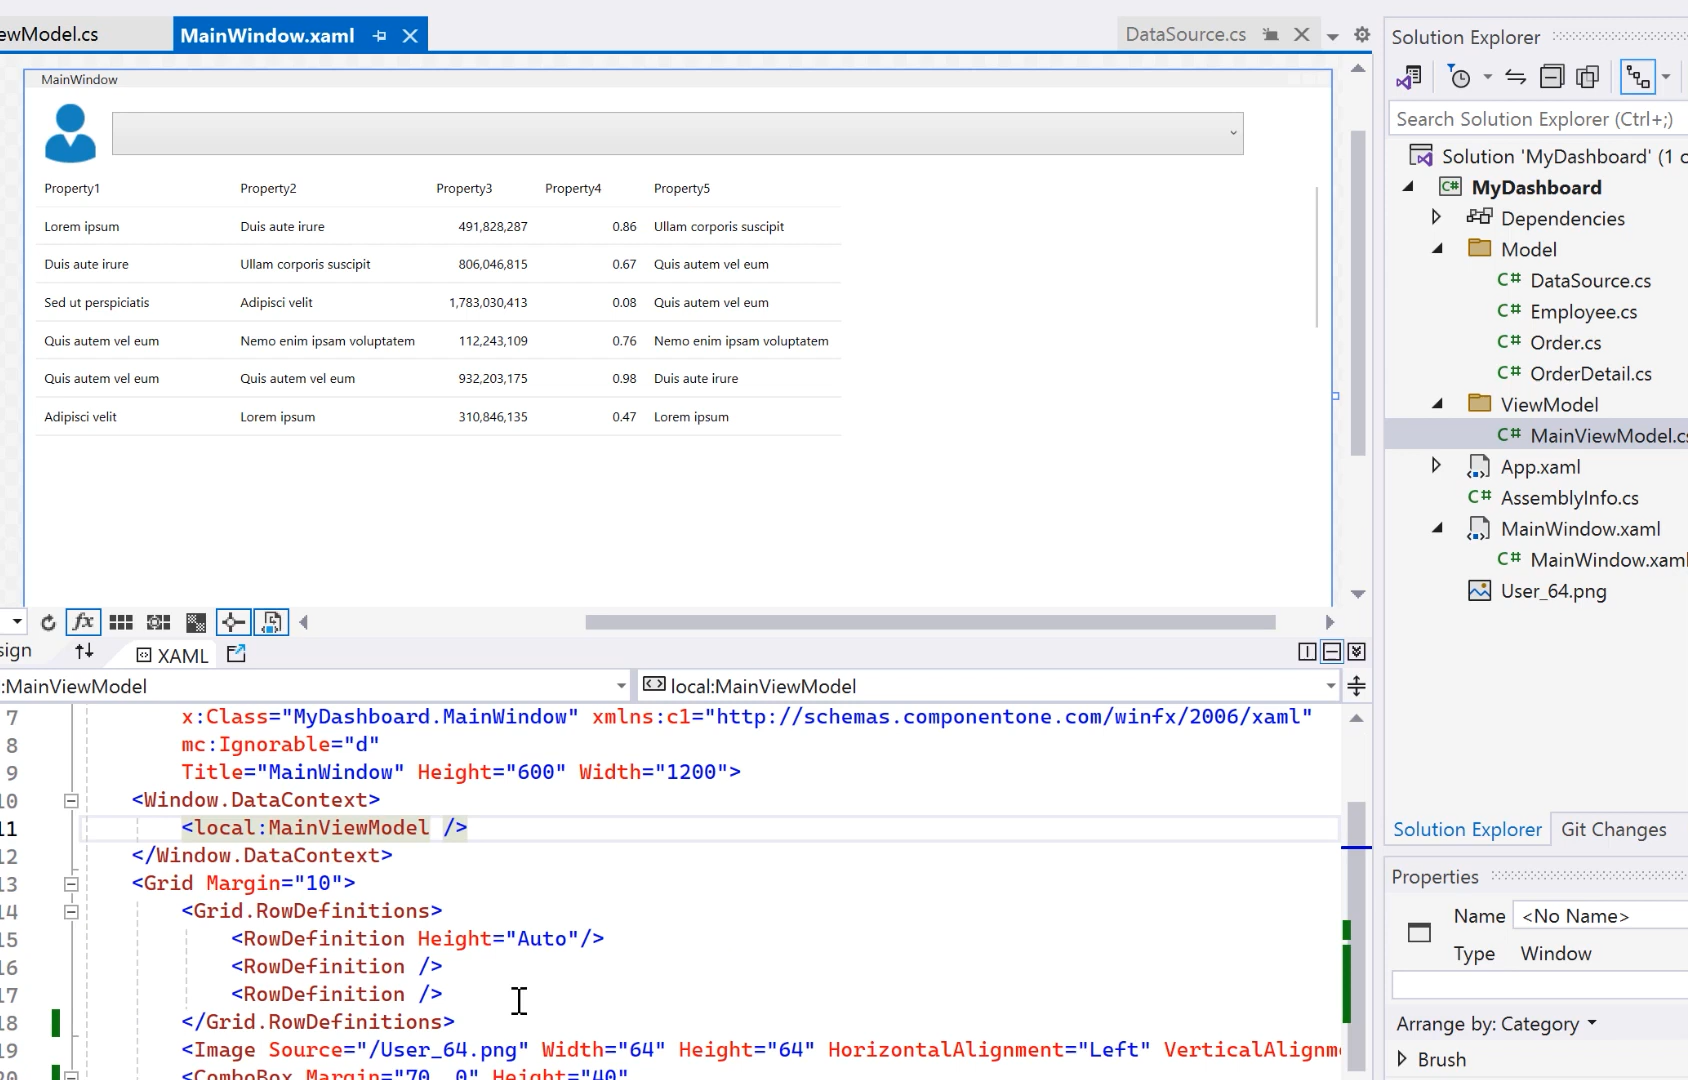 ewModel.cs
MainWindow.xaml
DataSource.cs
MainWindow
Property1 Property2 Property3 Property4 Property5
Lorem ipsum Duis aute irure 491,828,287 0.86 Ullam corporis suscipit
Duis aute irure Ullam corporis suscipit 806,046,815 0.67 Quis autem vel eum
Sed ut perspiciatis Adipisci velit 1,783,030,413 0.08 Quis autem vel eum
Quis autem vel eum Nemo enim ipsam voluptatem 112,243,109 0.76 Nemo enim ipsam voluptatem
Quis autem vel eum Quis autem vel eum 932,203,175 0.98 Duis aute irure
Adipisci velit Lorem ipsum 310,846,135 0.47 Lorem ipsum
fx
sign
XAML
:MainViewModel
local:MainViewModel
7 x:Class="MyDashboard.MainWindow" xmlns:c1="http://schemas.componentone.com/winfx/2006/xaml"
8 mc:Ignorable="d"
9 Title="MainWindow" Height="600" Width="1200">
10 <Window.DataContext>
11 <local:MainViewModel />
12 </Window.DataContext>
13 <Grid Margin="10">
14 <Grid.RowDefinitions>
15 <RowDefinition Height="Auto"/>
16 <RowDefinition />
17 <RowDefinition />
18 </Grid.RowDefinitions>
19 <Image Source="/User_64.png" Width="64" Height="64" HorizontalAlignment="Left" VerticalAlignm
20 <ComboBox Margin="70, 0" Height="40"
Solution Explorer
Search Solution Explorer (Ctrl+;)
Solution 'MyDashboard' (1 o
C# MyDashboard
Dependencies
Model
C# DataSource.cs
C# Employee.cs
C# Order.cs
C# OrderDetail.cs
ViewModel
C# MainViewModel.cs
App.xaml
C# AssemblyInfo.cs
MainWindow.xaml
C# MainWindow.xaml
User_64.png
Solution Explorer
Git Changes
Properties
Name <No Name>
Type Window
Arrange by: Category
Brush